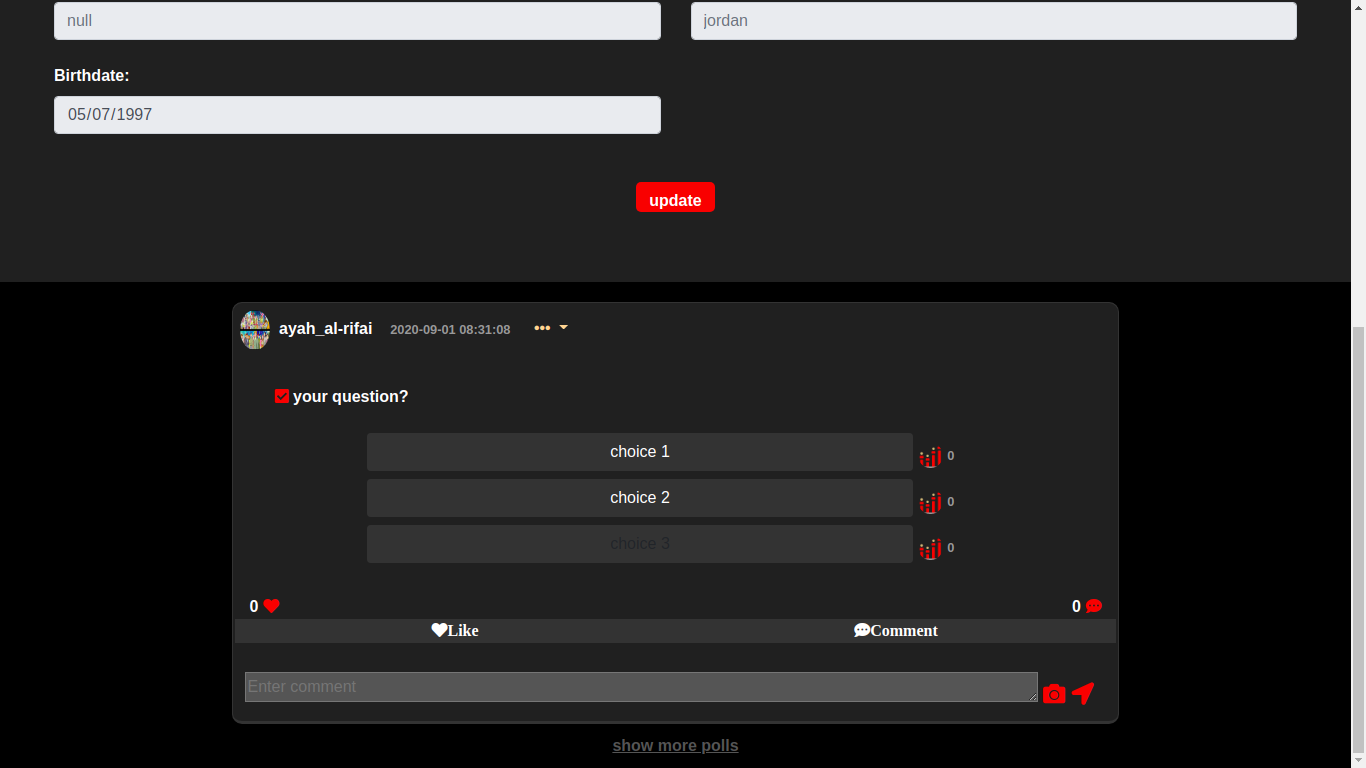 null jordan
Birthdate:
05/07/1997
update
ayah_al-rifai 2020-09-01 08:31:08
your question?
choice 1 0
choice 2 0
choice 3 0
0 0
Like Comment
Enter comment
show more polls